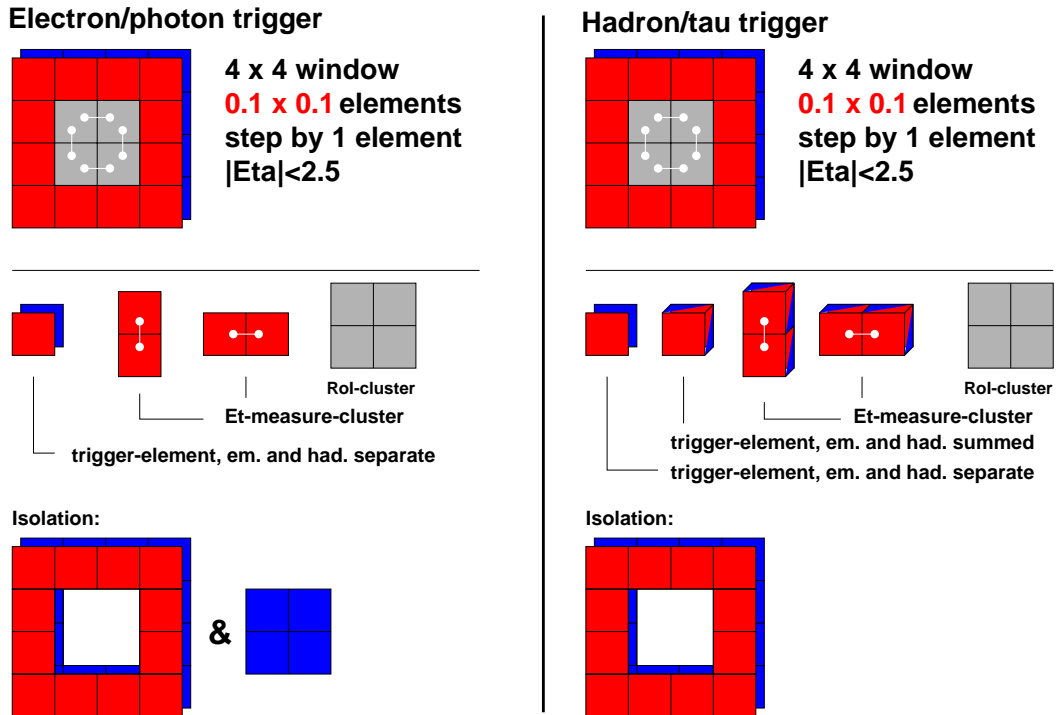 Electron/photon trigger
4 x 4 window
0.1 x 0.1 elements
step by 1 element
|Eta|<2.5
RoI-cluster
Et-measure-cluster
trigger-element, em. and had. separate
Isolation:
&
Hadron/tau trigger
4 x 4 window
0.1 x 0.1 elements
step by 1 element
|Eta|<2.5
RoI-cluster
Et-measure-cluster
trigger-element, em. and had. summed
trigger-element, em. and had. separate
Isolation: